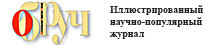 обруч
Иллюстрированный
научно-популярный
журнал